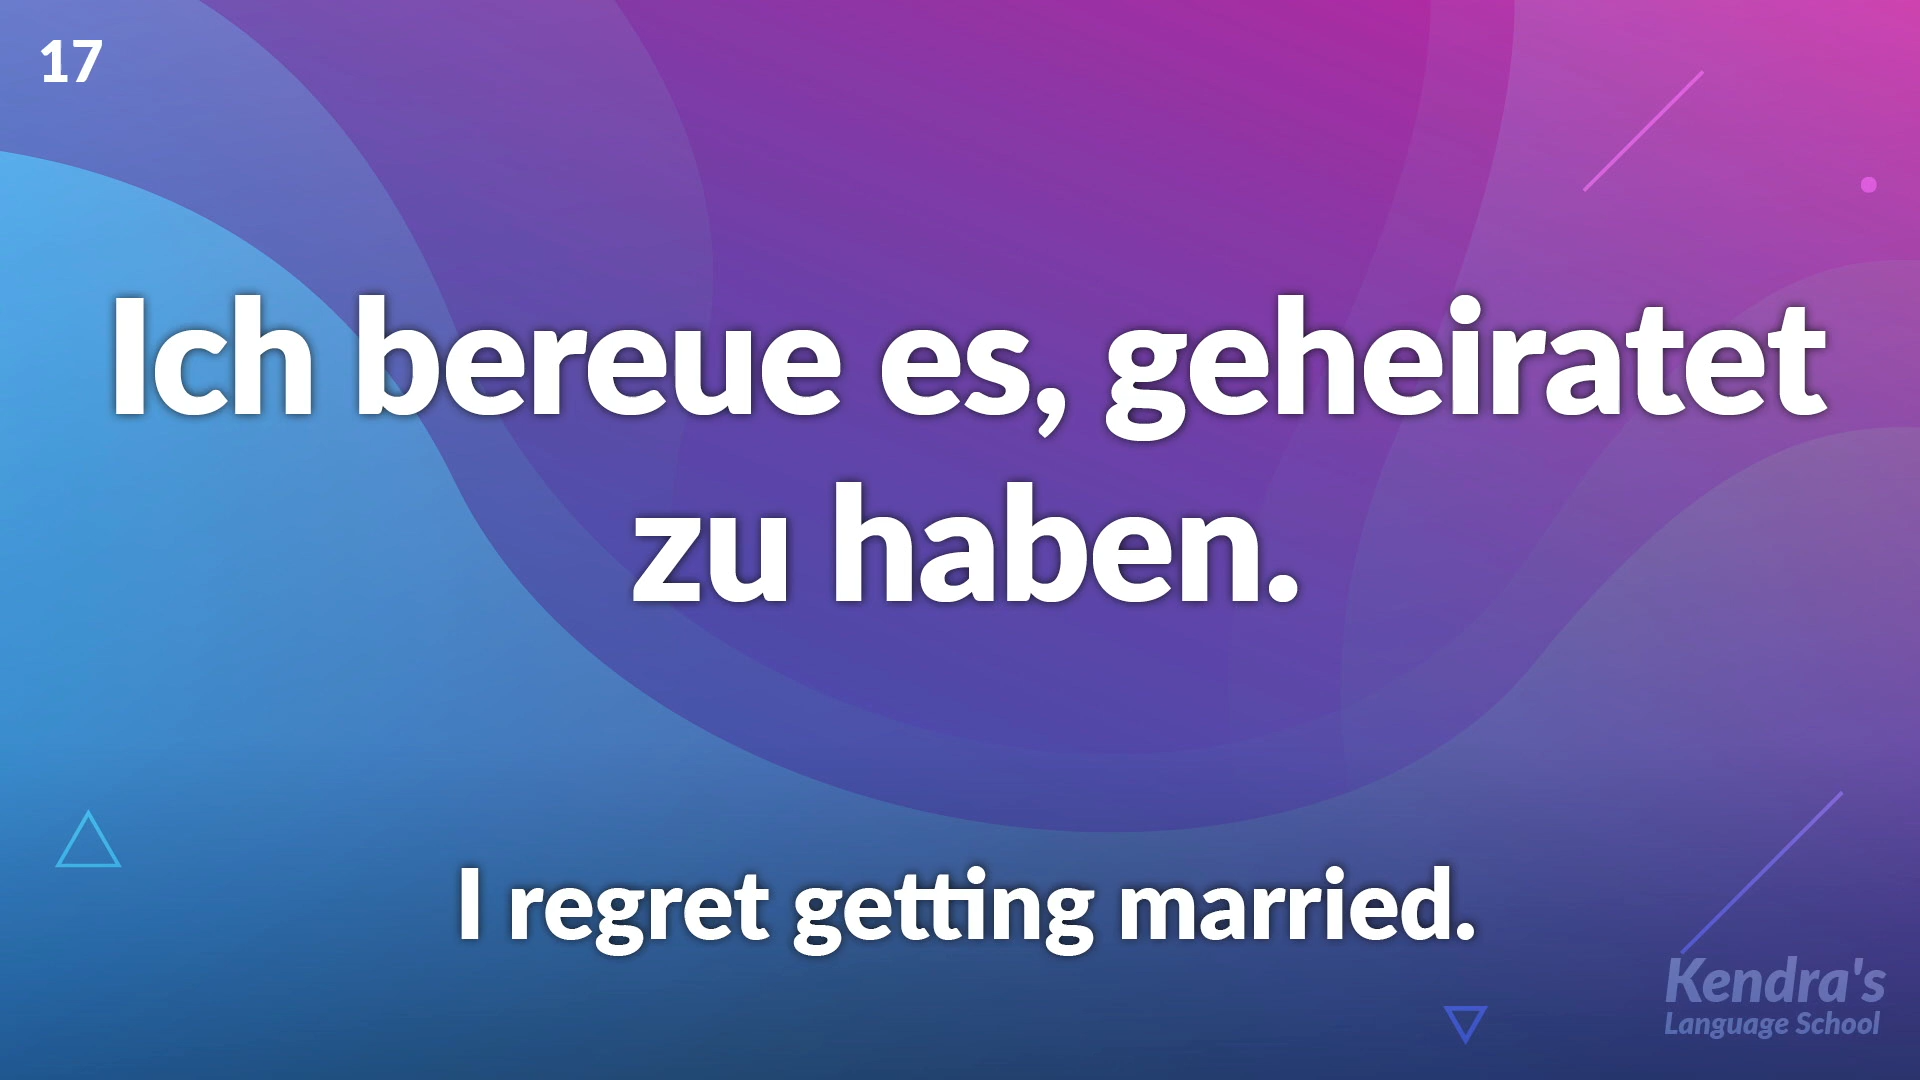 17
Ich bereue es, geheiratet
zu haben.
I regret getting married.
Kendra's
Language School